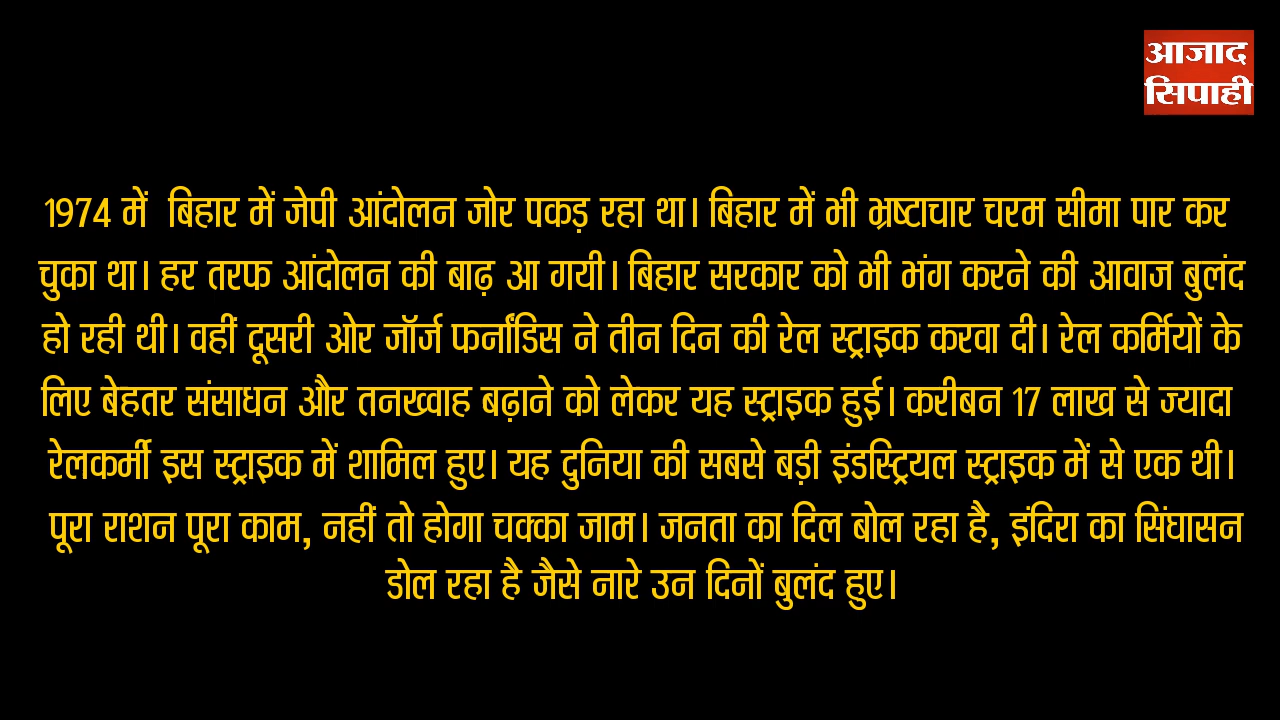 आजाद
सिपाही
1974 में बिहार में जेपी आंदोलन जोर पकड़ रहा था। बिहार में भी भ्रष्टाचार चरम सीमा पार कर
चुका था। हर तरफ आंदोलन की बाढ़ आ गयी। बिहार सरकार को भी भंग करने की आवाज बुलंद
हो रही थी। वहीं दूसरी ओर जॉर्ज फर्नांडिस ने तीन दिन की रेल स्ट्राइक करवा दी। रेल कर्मियों के
लिए बेहतर संसाधन और तनख्वाह बढ़ाने को लेकर यह स्ट्राइक हुई। करीबन 17 लाख से ज्यादा
रेलकर्मी इस स्ट्राइक में शामिल हुए। यह दुनिया की सबसे बड़ी इंडस्ट्रियल स्ट्राइक में से एक थी।
पूरा राशन पूरा काम, नहीं तो होगा चक्का जाम। जनता का दिल बोल रहा है, इंदिरा का सिंघासन
डोल रहा है जैसे नारे उन दिनों बुलंद हुए।